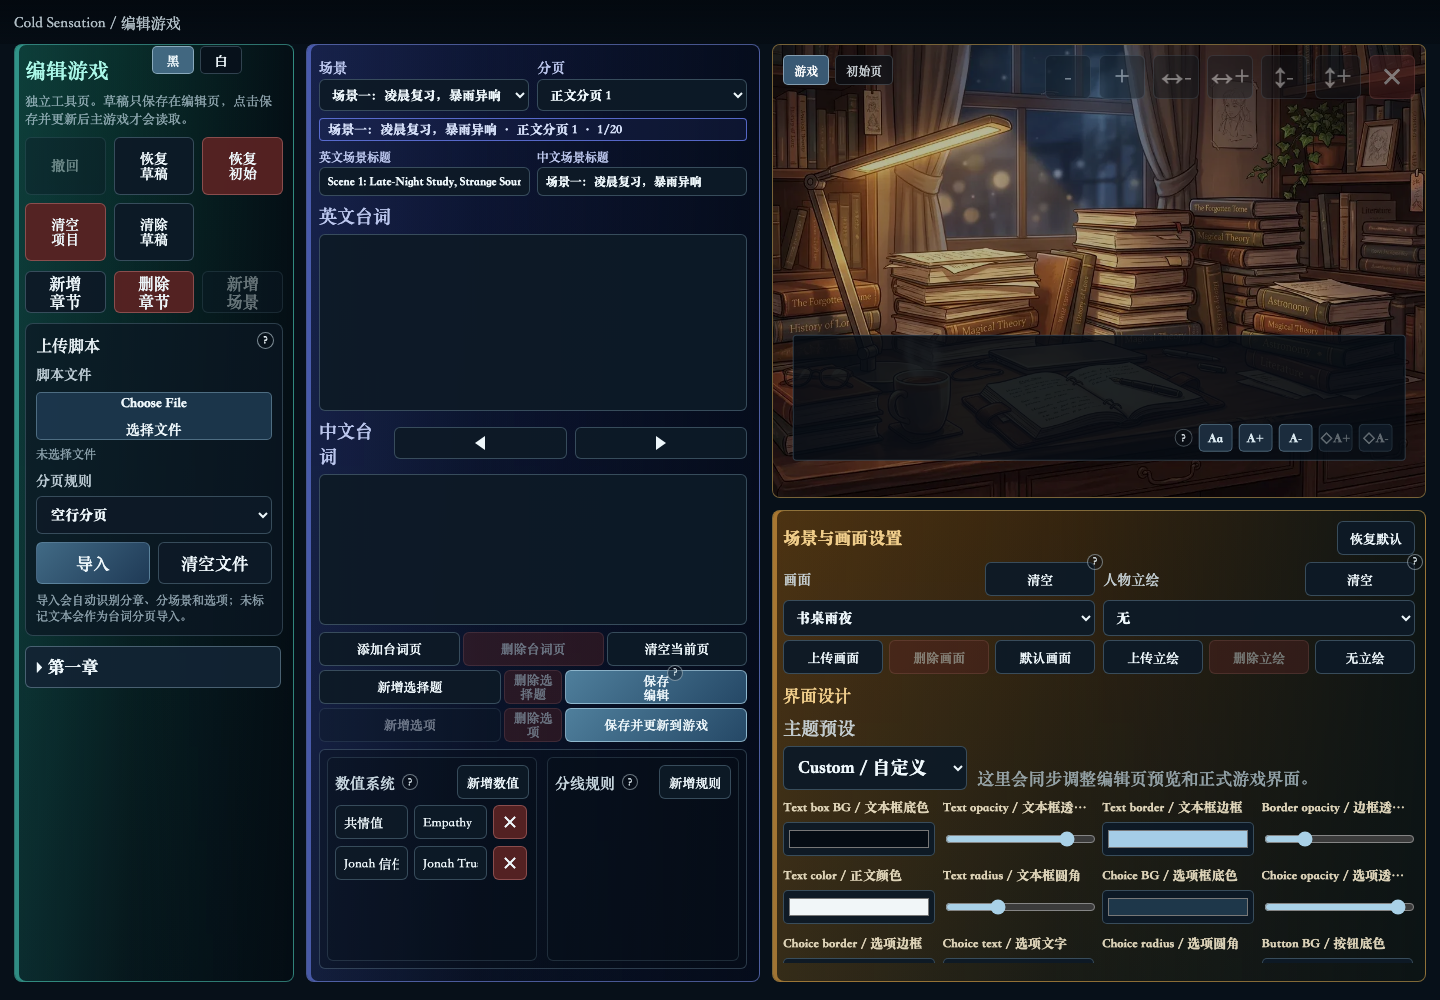 Cold Sensation / 编辑游戏
编辑游戏
黑
白
独立工具页。草稿只保存在编辑页，点击保
存并更新后主游戏才会读取。
撤回
恢复
草稿
恢复
初始
清空
项目
清除
草稿
新增
章节
删除
章节
新增
场景
上传脚本
?
脚本文件
Choose File
选择文件
未选择文件
分页规则
空行分页
导入
清空文件
导入会自动识别分章、分场景和选项；未标
记文本会作为台词分页导入。
第一章
场景
分页
场景一：凌晨复习，暴雨异响
正文分页 1
场景一：凌晨复习，暴雨异响 · 正文分页 1 · 1/20
英文场景标题
中文场景标题
Scene 1: Late-Night Study, Strange Sour
场景一：凌晨复习，暴雨异响
英文台词
中文台
词
添加台词页
删除台词页
清空当前页
新增选择题
删除选
择题
保存
编辑
?
新增选项
删除选
项
保存并更新到游戏
数值系统
?
新增数值
共情值
Empathy
Jonah 信任
Jonah Tru
分线规则
?
新增规则
游戏
初始页
-
+
↔-
↔+
↕-
↕+
The Forgotten Tome
Magical Theory
Literature
The Forgotten
History of Lor
Magical Theory
Astronomy
Magical Theory
?
Aa
A+
A-
◇A+
◇A-
场景与画面设置
恢复默认
画面
清空
?
人物立绘
清空
?
书桌雨夜
无
上传画面
删除画面
默认画面
上传立绘
删除立绘
无立绘
界面设计
主题预设
Custom / 自定义
这里会同步调整编辑页预览和正式游戏界面。
Text box BG / 文本框底色
Text opacity / 文本框透…
Text border / 文本框边框
Border opacity / 边框透…
Text color / 正文颜色
Text radius / 文本框圆角
Choice BG / 选项框底色
Choice opacity / 选项透…
Choice border / 选项边框
Choice text / 选项文字
Choice radius / 选项圆角
Button BG / 按钮底色